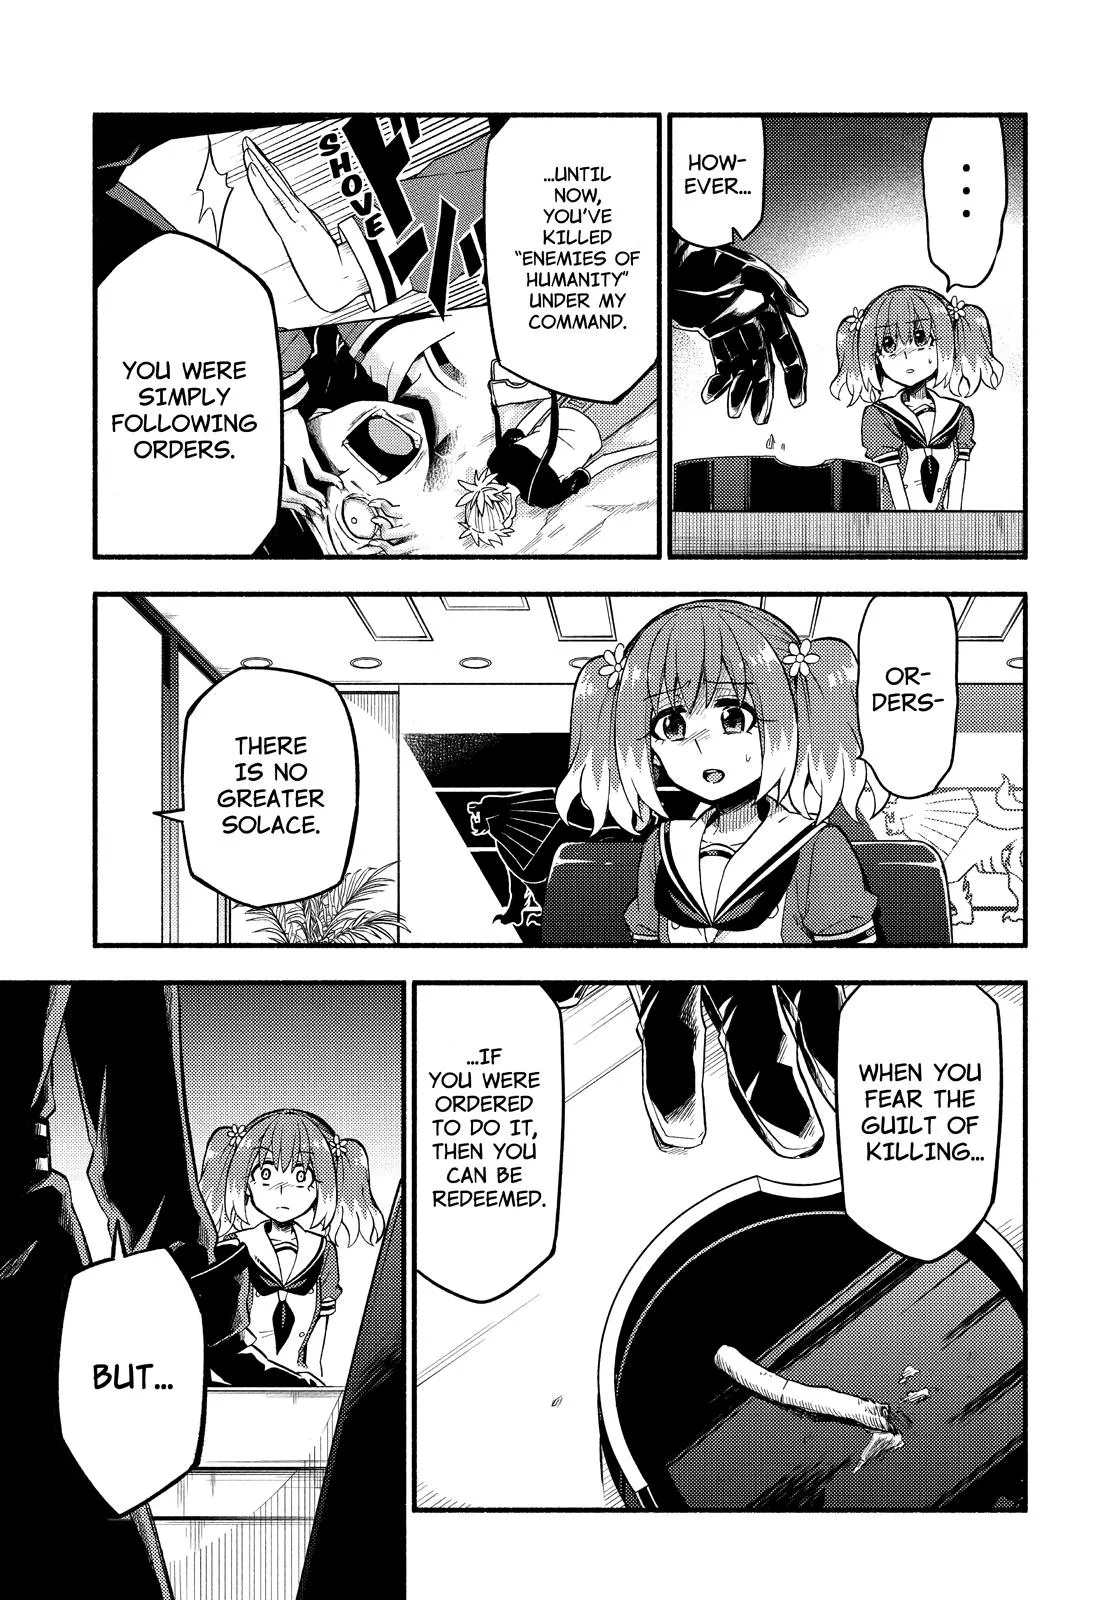 ...
HOW-
EVER...
...UNTIL
NOW,
YOU'VE
KILLED
"ENEMIES OF
HUMANITY"
UNDER MY
COMMAND.
SHOVE
ドン
YOU WERE
SIMPLY
FOLLOWING
ORDERS.
OR-
DERS-
THERE
IS NO
GREATER
SOLACE.
WHEN YOU
FEAR THE
GUILT OF
KILLING...
...IF
YOU WERE
ORDERED
TO DO IT,
THEN YOU
CAN BE
REDEEMED.
BUT...